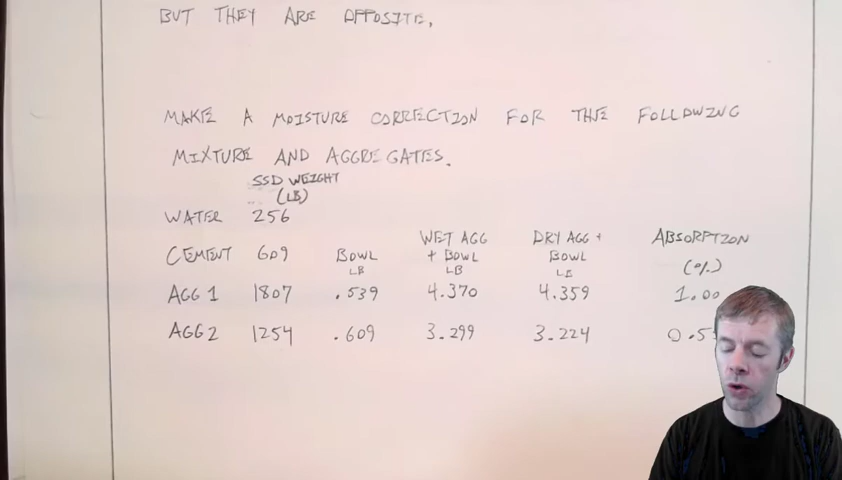 BUT THEY ARE OPPOSITE,
MAKE A MOISTURE CORRECTION FOR THE FOLLOWING
MIXTURE AND AGGREGATES.
SSD WEIGHT
(LB)
WATER 256
CEMENT 609 BOWL LB WET AGG + BOWL LB DRY AGG + BOWL LB ABSORPTION (%)
AGG 1 1807 .539 4.370 4.359 1.00
AGG 2 1254 .609 3.299 3.224 0.5